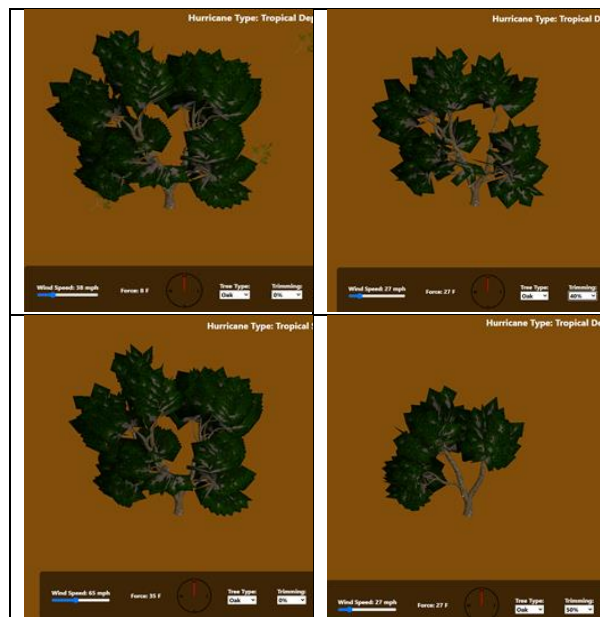 Hurricane Type: Tropical Dep
Wind Speed: 38 mph
Force: 8 F
Tree Type:
Oak
Trimming:
0%
Hurricane Type: Tropical D
Wind Speed: 27 mph
Force: 27 F
Tree Type:
Oak
Trimming:
40%
Hurricane Type: Tropical S
Wind Speed: 65 mph
Force: 35 F
Tree Type:
Oak
Trimming:
0%
Hurricane Type: Tropical De
Wind Speed: 27 mph
Force: 27 F
Tree Type:
Oak
Trimming:
50%